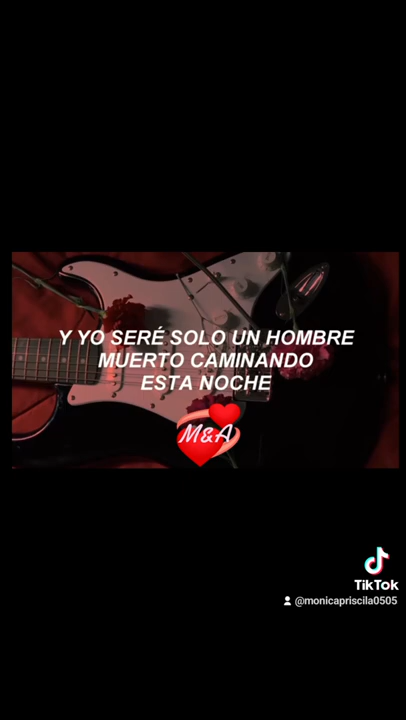 Y YO SERÉ SOLO UN HOMBRE
MUERTO CAMINANDO
ESTA NOCHE
M&A
TikTok
@monicapriscila0505